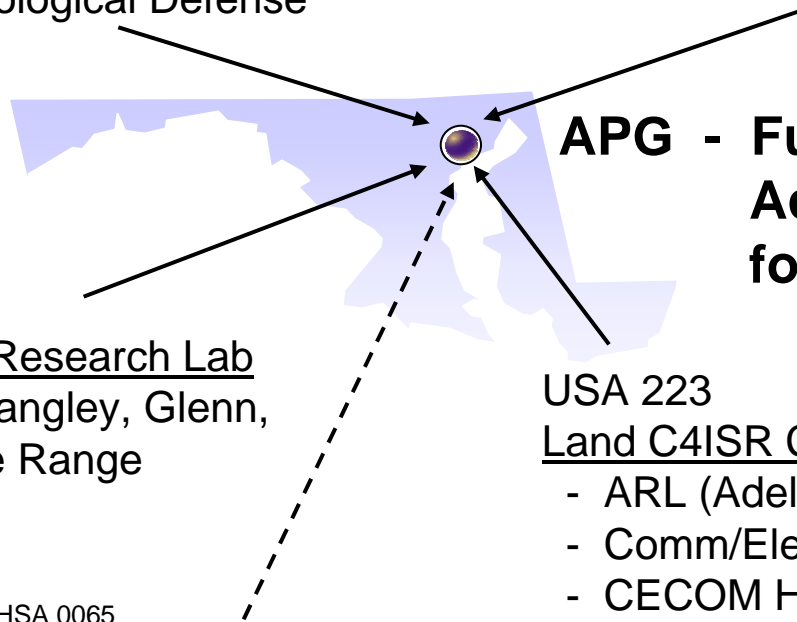 ological Defense
APG - Fu
Ac
fo
Research Lab
angley, Glenn,
e Range
USA 223
Land C4ISR C
- ARL (Adel
- Comm/Ele
- CECOM H
HSA 0065